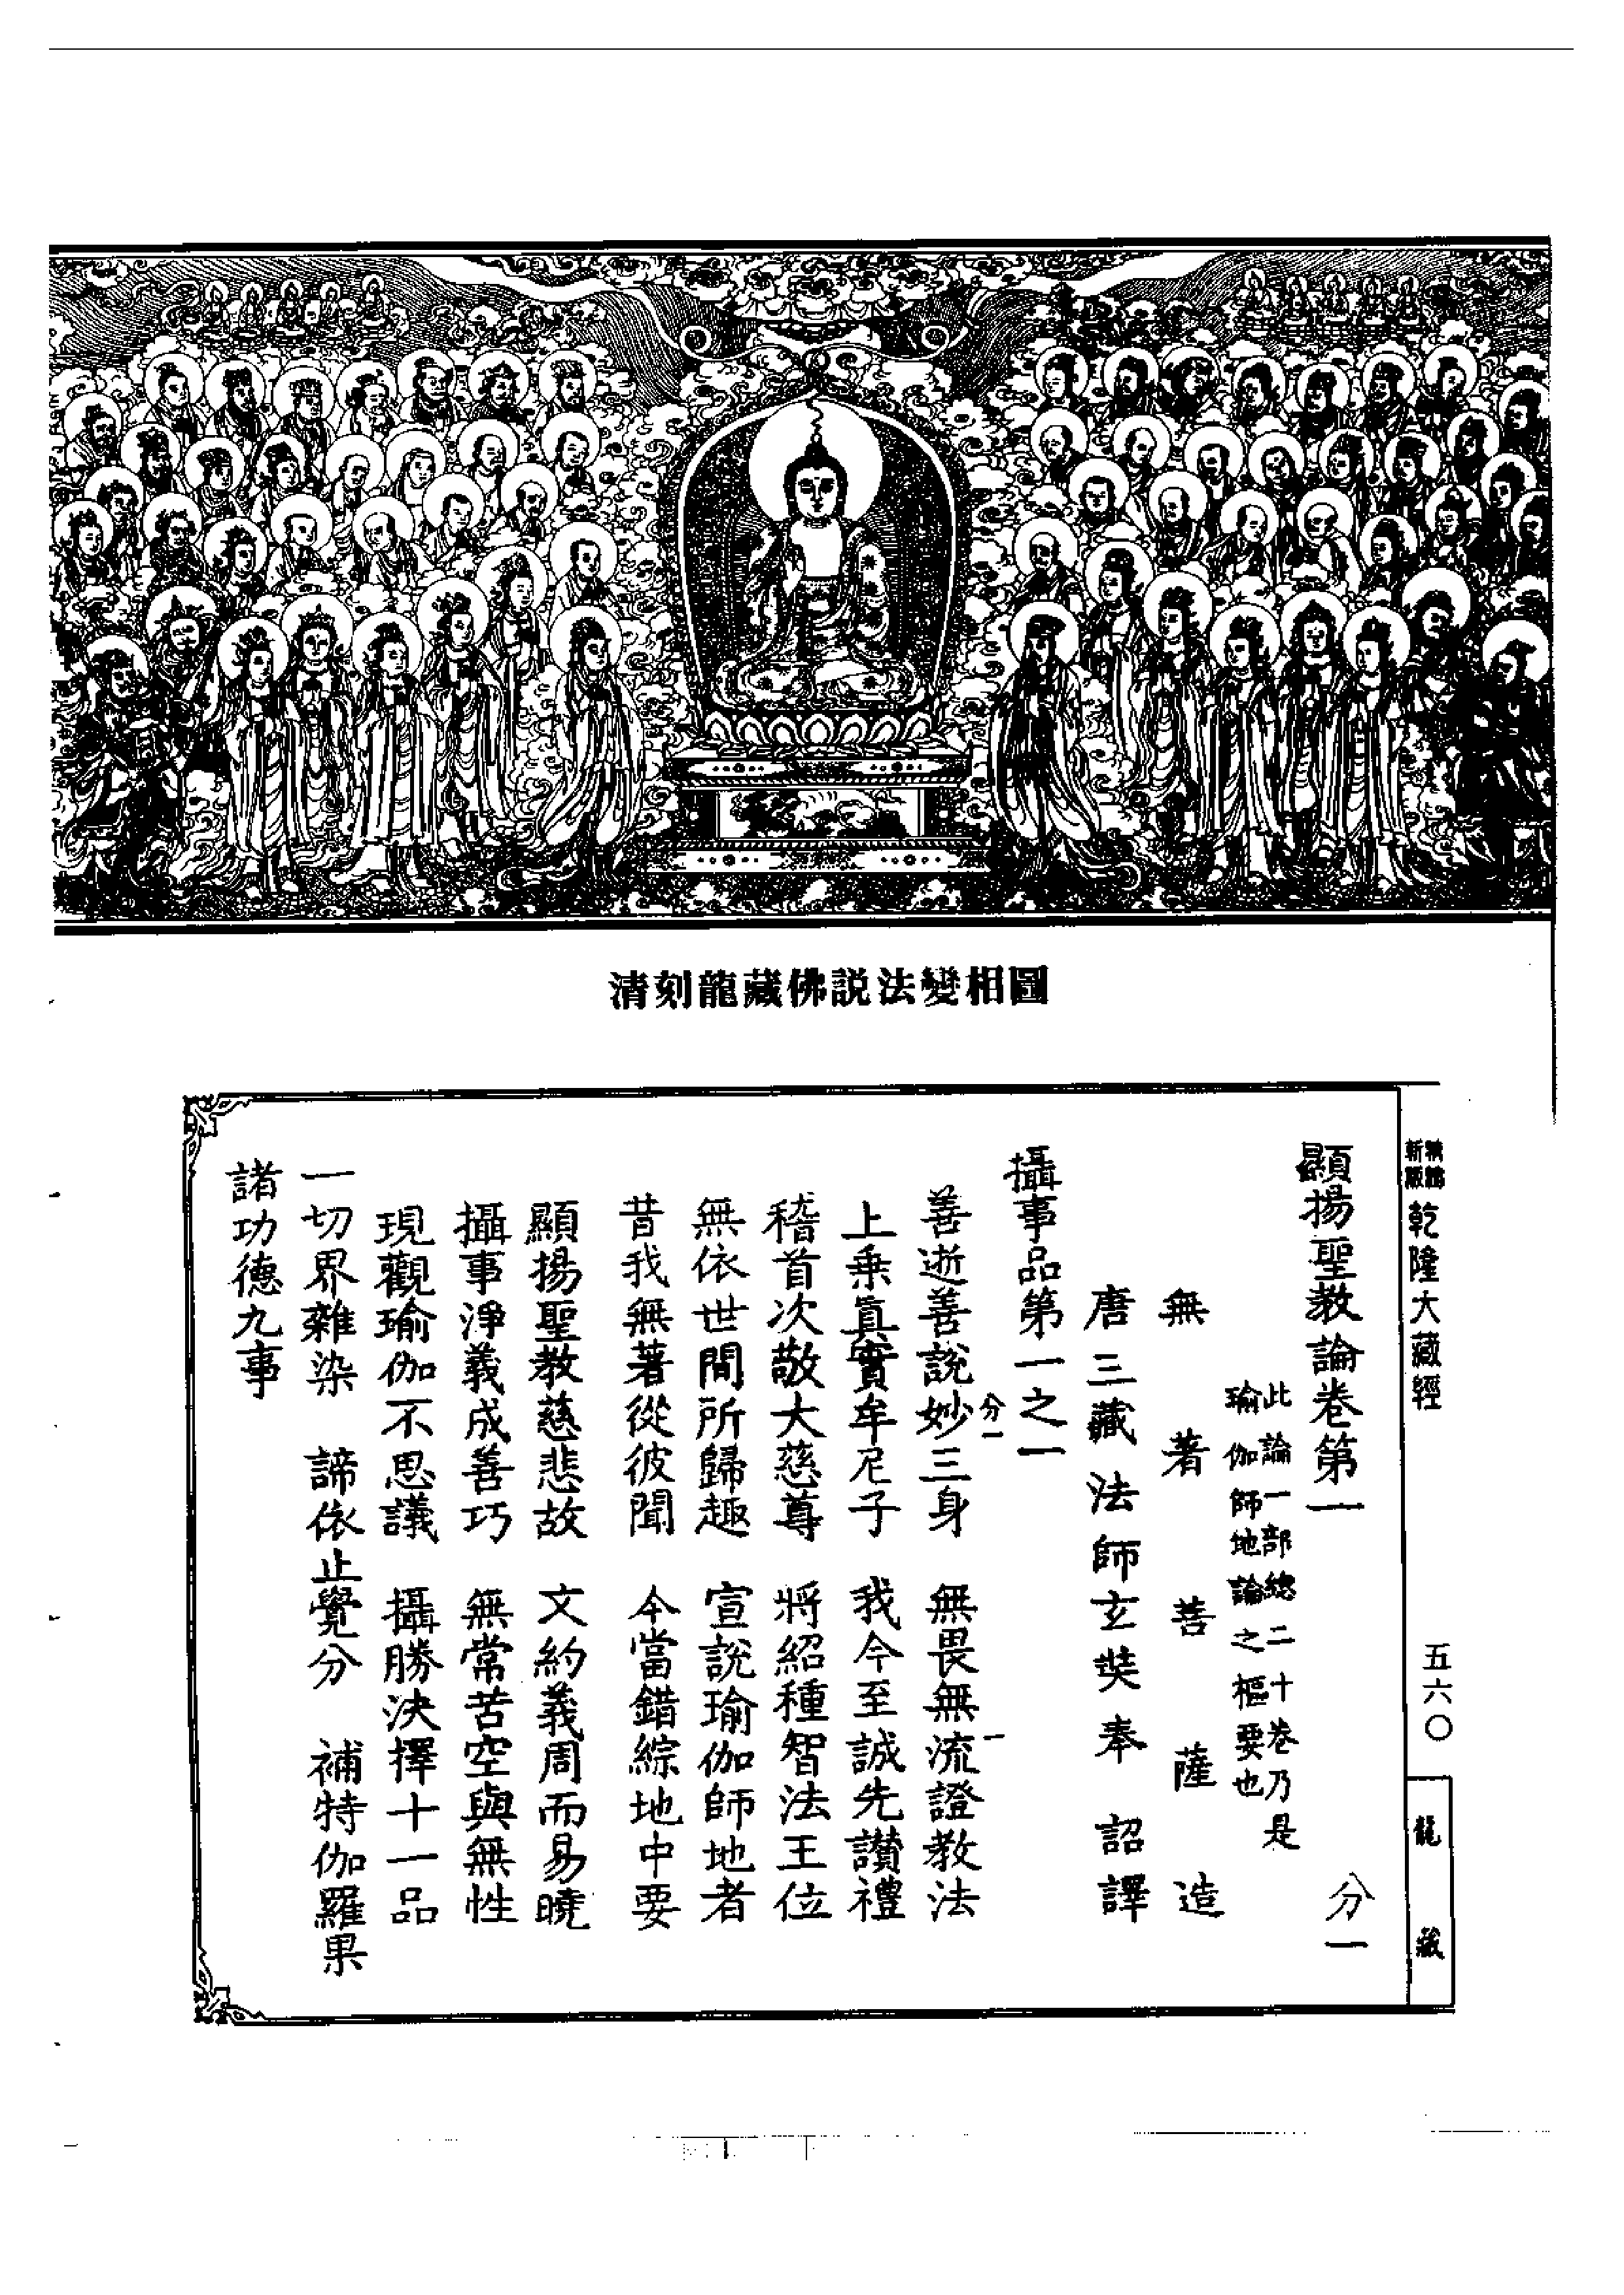 清刻龍藏佛説法變相圖
精縮
新版
乾隆大藏經
五六〇
龍藏
顯揚聖教論卷第一 分一
此論一部總二十卷乃是
瑜伽師地論之樞要也
無著菩薩造
唐三藏法師玄奘奉詔譯
攝事品第一之一
分一 一
善逝善說妙三身 無畏無流證教法
上乗真實牟尼子 我今至誠先讚禮
稽首次敬大慈尊 將紹種智法王位
無依世間所歸趣 宣說瑜伽師地者
昔我無著從彼聞 今當錯綜地中要
顯揚聖教慈悲故 文約義周而易曉
攝事淨義成善巧 無常苦空與無性
現觀瑜伽不思議 攝勝決擇十一品
一切界雜染 諦依止覺分 補特伽羅果
諸功德九事